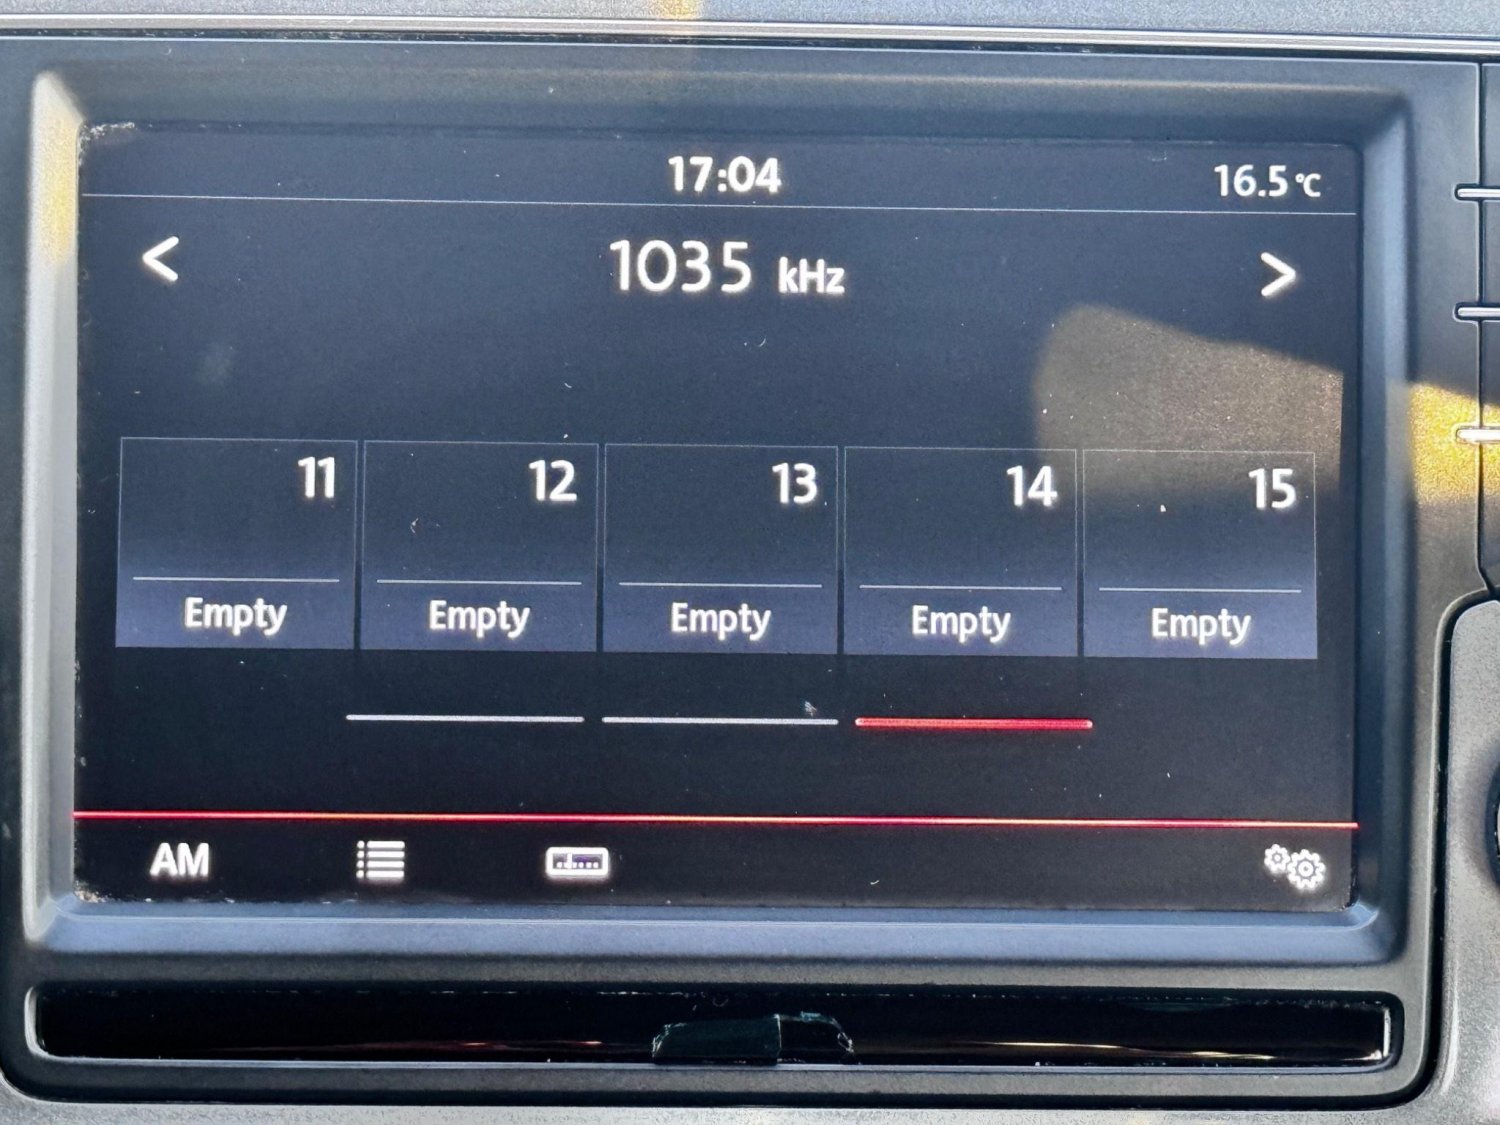 17:04
16.5 °C
< 1035 kHz >
11 12 13 14 15
Empty Empty Empty Empty Empty
AM